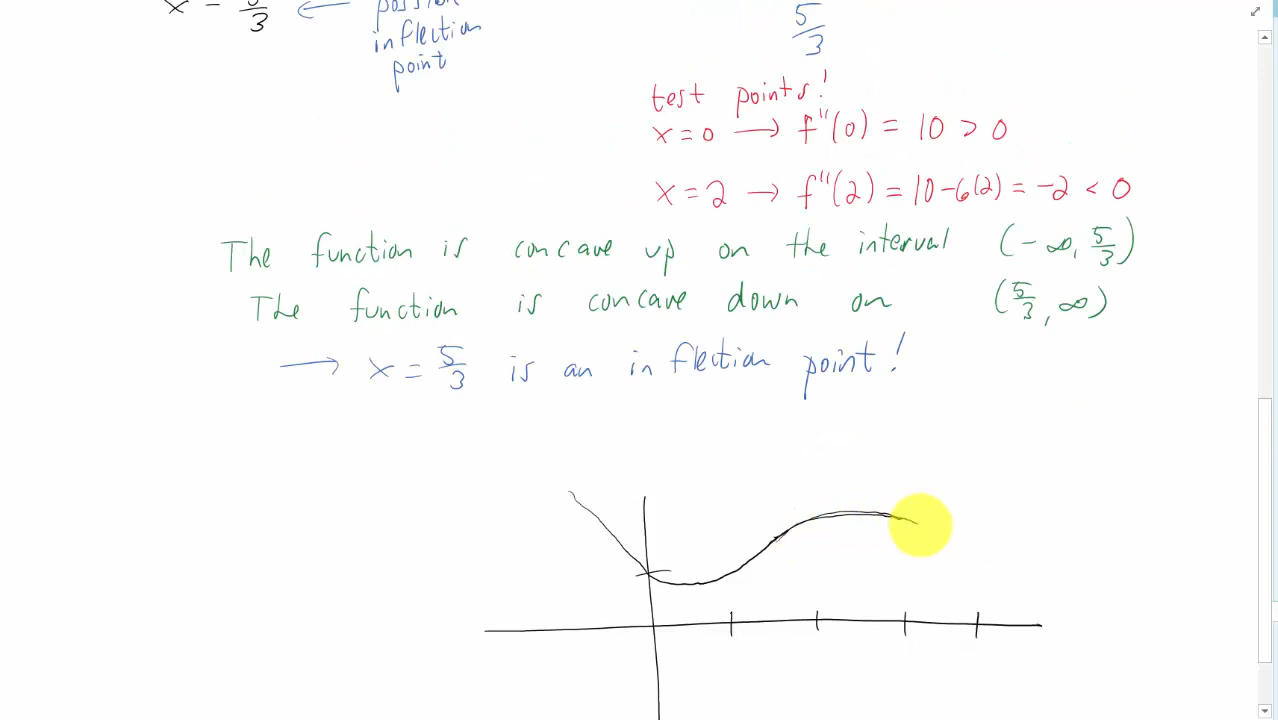 x = 5/3 ←
inflection
point
5/3
test points!
x = 0 → f''(0) = 10 > 0
x = 2 → f''(2) = 10-6(2) = -2 < 0
The function is concave up on the interval (-∞, 5/3)
The function is concave down on (5/3, ∞)
→ x = 5/3 is an inflection point!